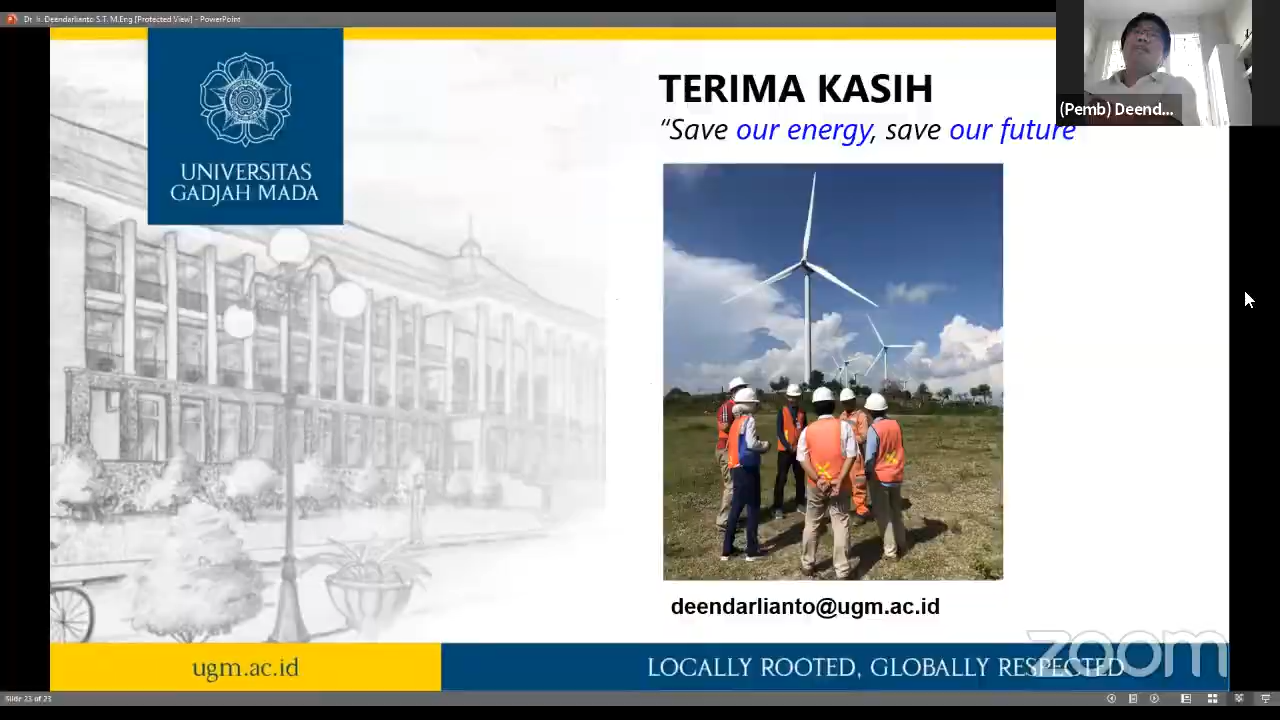 Dr. Ir. Deendarlianto S.T. M.Eng [Protected View] - PowerPoint
UNIVERSITAS
GADJAH MADA
TERIMA KASIH
“Save our energy, save our future
(Pemb) Deend...
deendarlianto@ugm.ac.id
zoom
ugm.ac.id
LOCALLY ROOTED, GLOBALLY RESPECTED
Slide 23 of 23